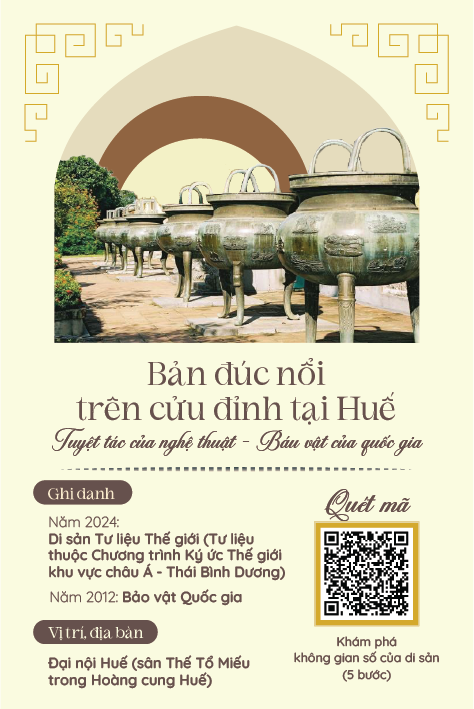 Bản đúc nổi
trên cửu đỉnh tại Huế
Tuyệt tác của nghệ thuật - Báu vật của quốc gia
Ghi danh
Năm 2024:
Di sản Tư liệu Thế giới (Tư liệu
thuộc Chương trình Ký ức Thế giới
khu vực châu Á - Thái Bình Dương)
Năm 2012: Bảo vật Quốc gia
Vị trí, địa bàn
Đại nội Huế (sân Thế Tổ Miếu
trong Hoàng cung Huế)
Quét mã
Khám phá
không gian số của di sản
(5 bước)